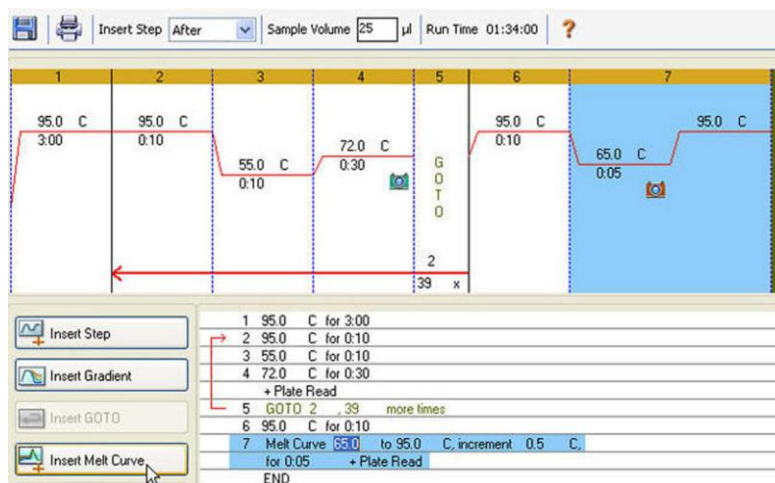 Insert Step After Sample Volume 25 µl Run Time 01:34:00 ?
1 2 3 4 5 6 7
95.0 C 95.0 C 95.0 C 95.0 C
3:00 0:10 0:10
72.0 C
0:30
65.0 C
0:05
55.0 C
0:10
G
O
T
O
2
39 x
Insert Step
Insert Gradient
Insert GOTO
Insert Melt Curve
1 95.0 C for 3:00
2 95.0 C for 0:10
3 55.0 C for 0:10
4 72.0 C for 0:30
+ Plate Read
5 GOTO 2 , 39 more times
6 95.0 C for 0:10
7 Melt Curve 65.0 to 95.0 C, increment 0.5 C,
for 0:05 + Plate Read
END